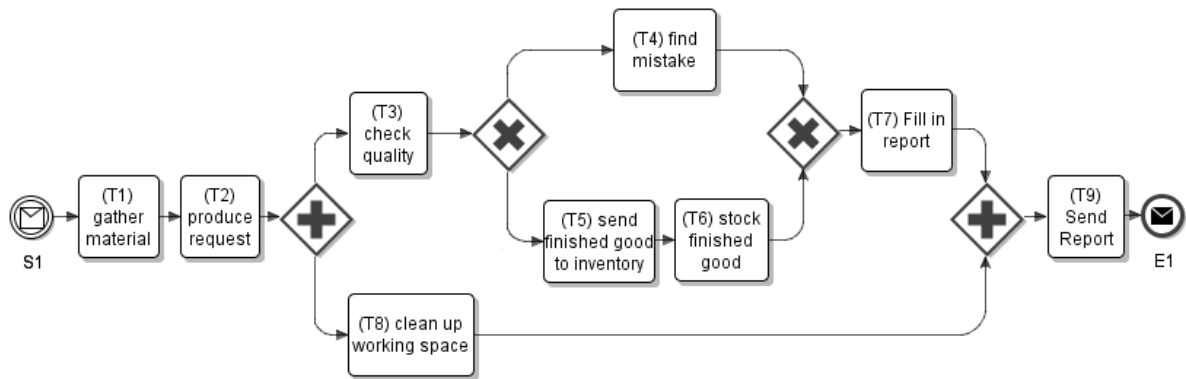 S1
(T1)
gather
material
(T2)
produce
request
(T3)
check
quality
(T4) find
mistake
(T5) send
finished good
to inventory
(T6) stock
finished
good
(T7) Fill in
report
(T8) clean up
working space
(T9)
Send
Report
E1